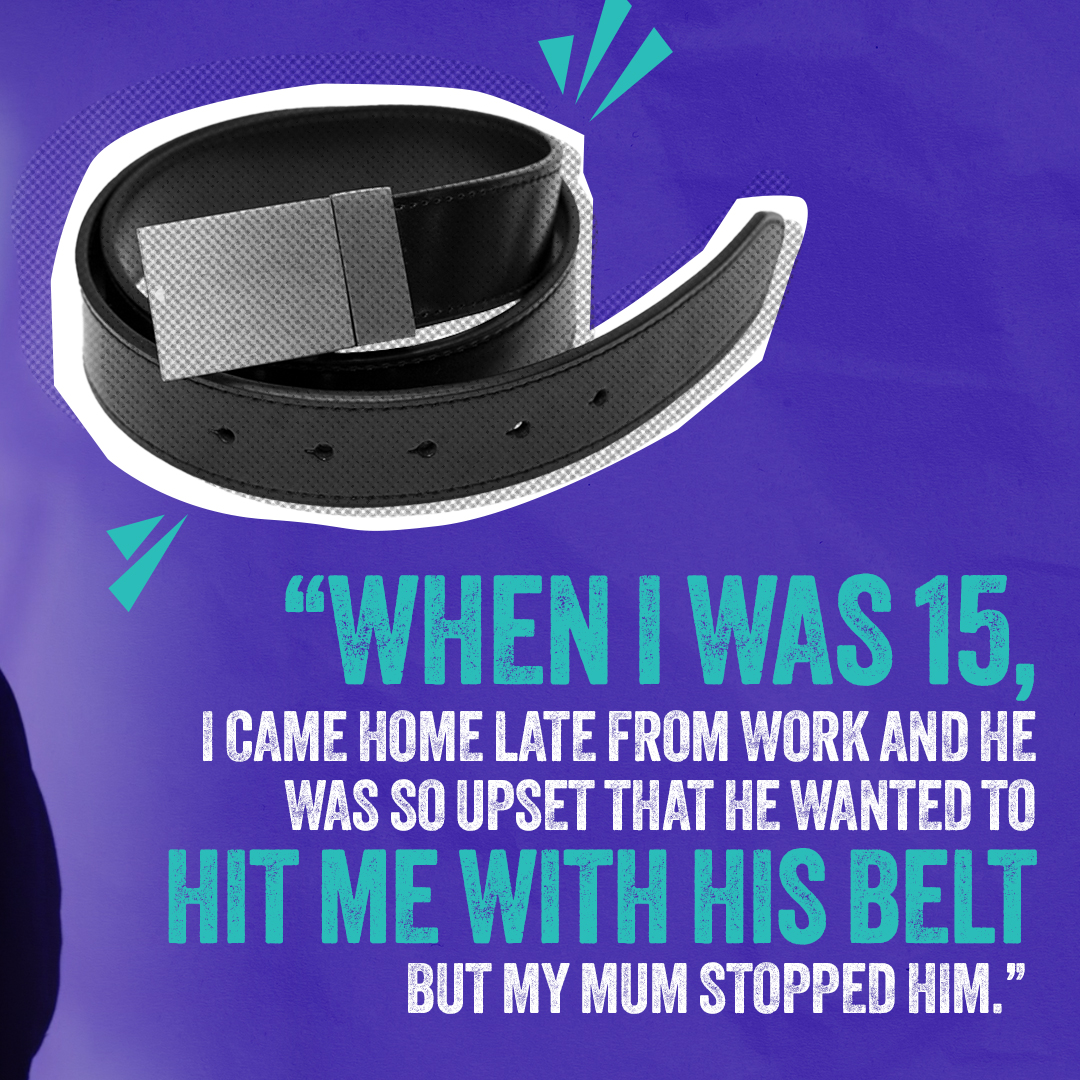 “WHEN I WAS 15,
I CAME HOME LATE FROM WORK AND HE
WAS SO UPSET THAT HE WANTED TO
HIT ME WITH HIS BELT
BUT MY MUM STOPPED HIM.”